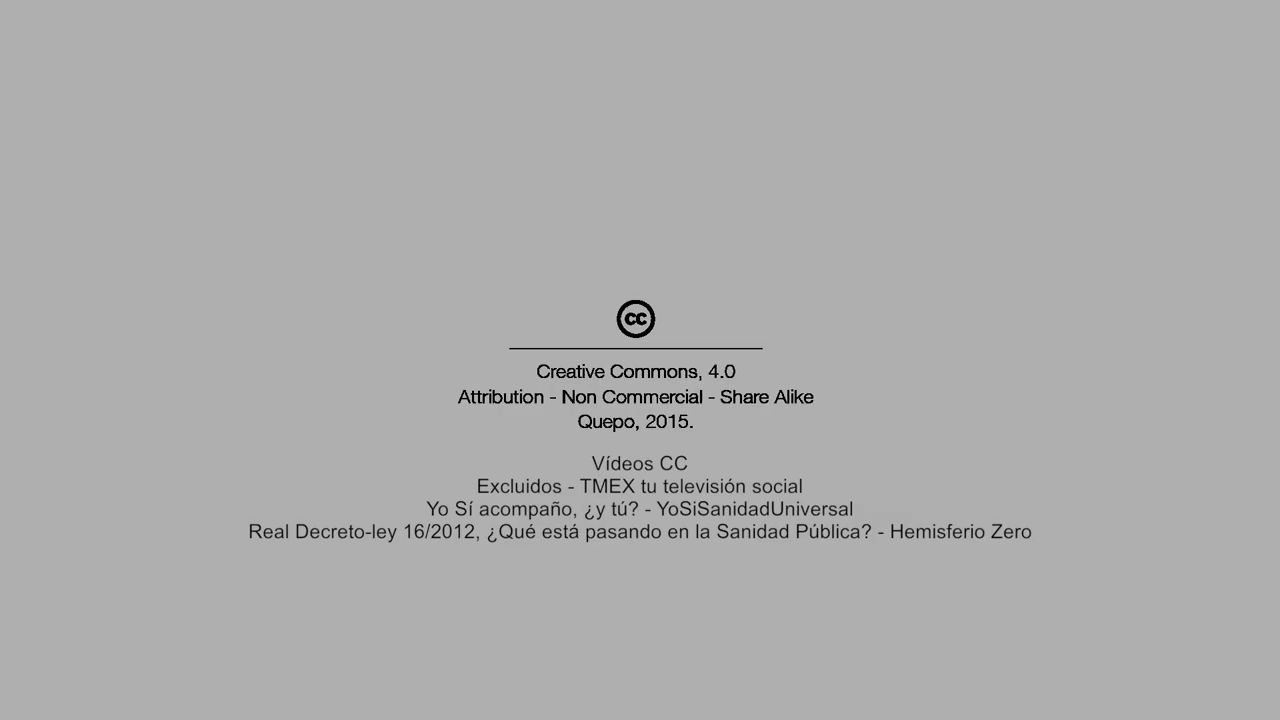 cc
Creative Commons, 4.0
Attribution - Non Commercial - Share Alike
Quepo, 2015.
Vídeos CC
Excluidos - TMEX tu televisión social
Yo Sí acompaño, ¿y tú? - YoSiSanidadUniversal
Real Decreto-ley 16/2012, ¿Qué está pasando en la Sanidad Pública? - Hemisferio Zero